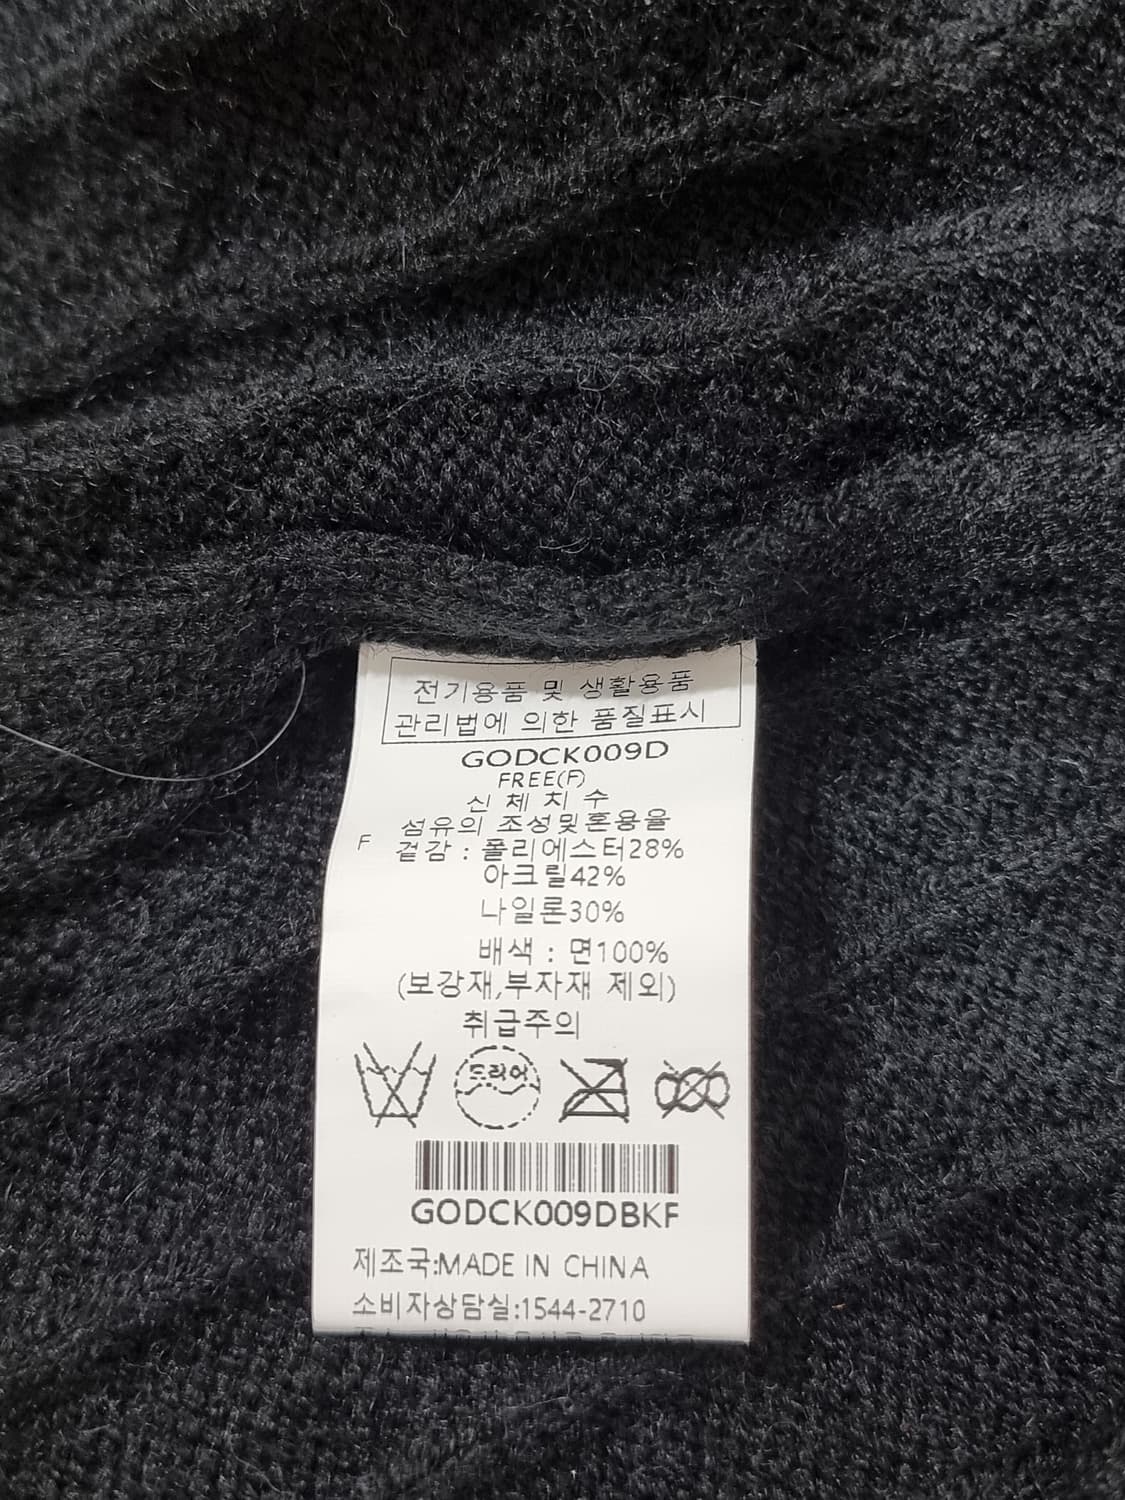 전기용품 및 생활용품
관리법에 의한 품질표시
GODCK009D
FREE(F)
신 체 치 수
섬유의 조성및혼용율
F
겉감 : 폴리에스터28%
아크릴42%
나일론30%
배색 : 면100%
(보강재,부자재 제외)
취급주의
드라이
GODCK009DBKF
제조국:MADE IN CHINA
소비자상담실:1544-2710